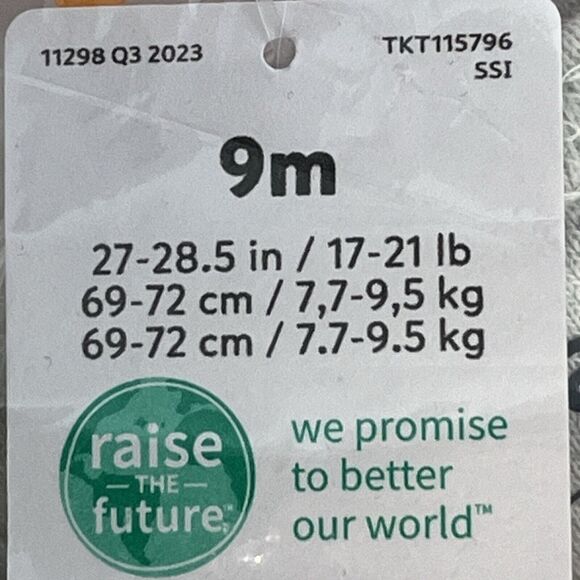 11298 Q3 2023
TKT115796
SSI
9m
27-28.5 in / 17-21 lb
69-72 cm / 7,7-9,5 kg
69-72 cm / 7.7-9.5 kg
raise
THE
future™
we promise
to better
our world™